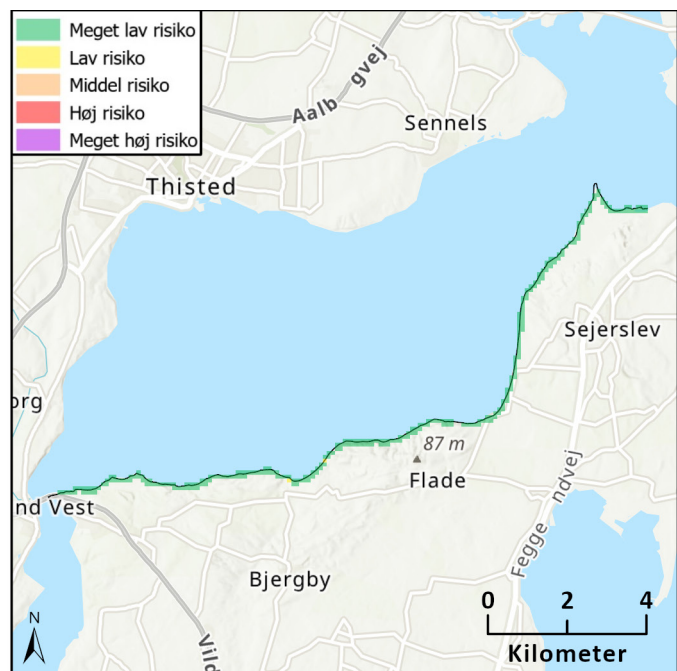 Meget lav risiko
Lav risiko
Middel risiko
Høj risiko
Meget høj risiko
Aalb gvej
Sennels
Thisted
Sejerslev
org
87 m
Flade
nd Vest
Fegge ndvej
Bjergby
Vild
N
0 2 4
Kilometer